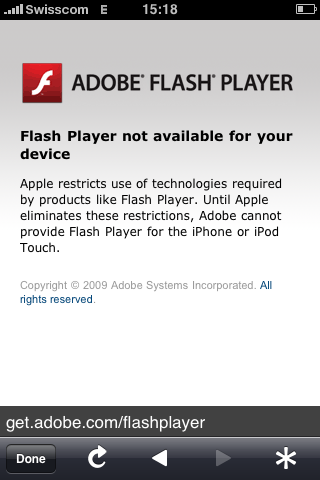 Swisscom E 15:18
ADOBE® FLASH® PLAYER
Flash Player not available for your
device
Apple restricts use of technologies required
by products like Flash Player. Until Apple
eliminates these restrictions, Adobe cannot
provide Flash Player for the iPhone or iPod
Touch.
Copyright © 2009 Adobe Systems Incorporated. All
rights reserved.
get.adobe.com/flashplayer
Done